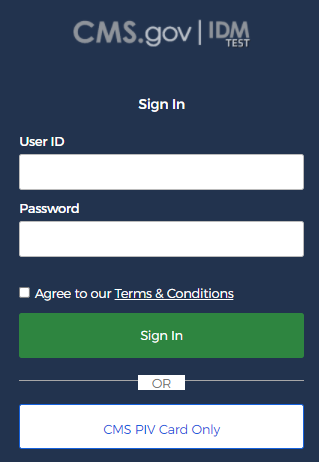 CMS.gov | IDM
TEST
Sign In
User ID
Password
Agree to our Terms & Conditions
Sign In
OR
CMS PIV Card Only